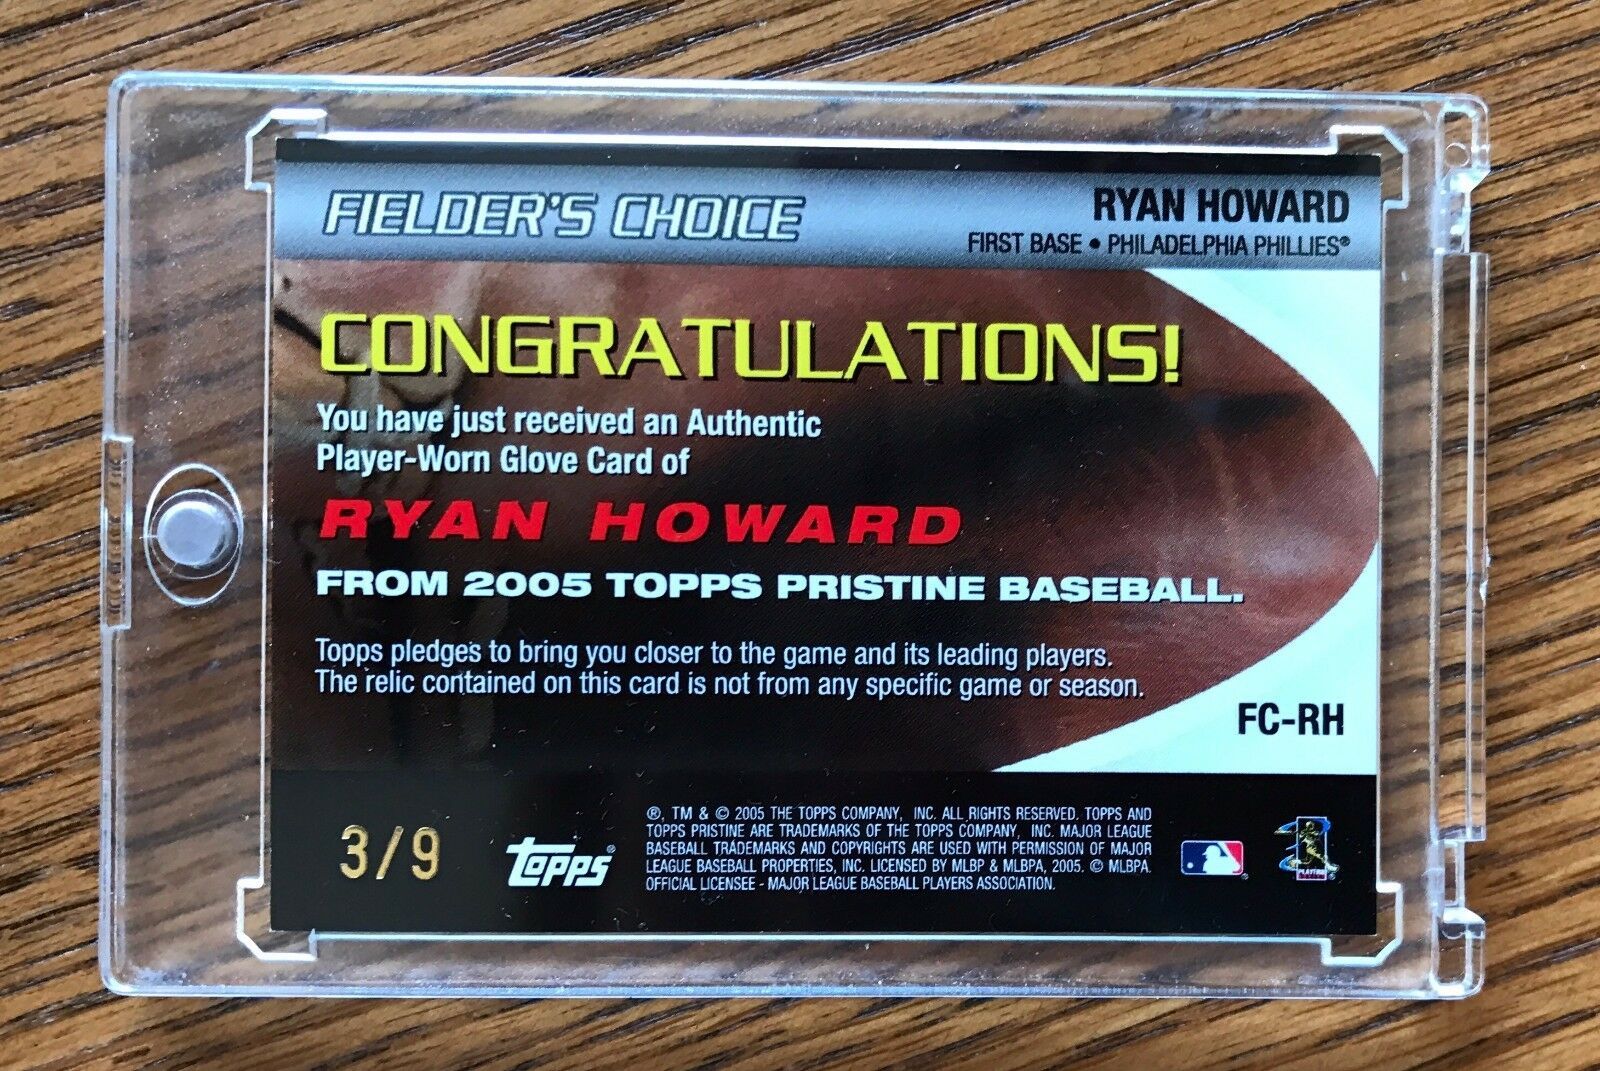 FIELDER'S CHOICE
RYAN HOWARD
FIRST BASE • PHILADELPHIA PHILLIES®
CONGRATULATIONS!
You have just received an Authentic
Player-Worn Glove Card of
RYAN HOWARD
FROM 2005 TOPPS PRISTINE BASEBALL.
Topps pledges to bring you closer to the game and its leading players.
The relic contained on this card is not from any specific game or season.
FC-RH
3/9
topps®
®, TM & © 2005 THE TOPPS COMPANY, INC. ALL RIGHTS RESERVED. TOPPS AND
TOPPS PRISTINE ARE TRADEMARKS OF THE TOPPS COMPANY, INC. MAJOR LEAGUE
BASEBALL TRADEMARKS AND COPYRIGHTS ARE USED WITH PERMISSION OF MAJOR
LEAGUE BASEBALL PROPERTIES, INC. LICENSED BY MLBP & MLBPA, 2005. © MLBPA.
OFFICIAL LICENSEE - MAJOR LEAGUE BASEBALL PLAYERS ASSOCIATION.